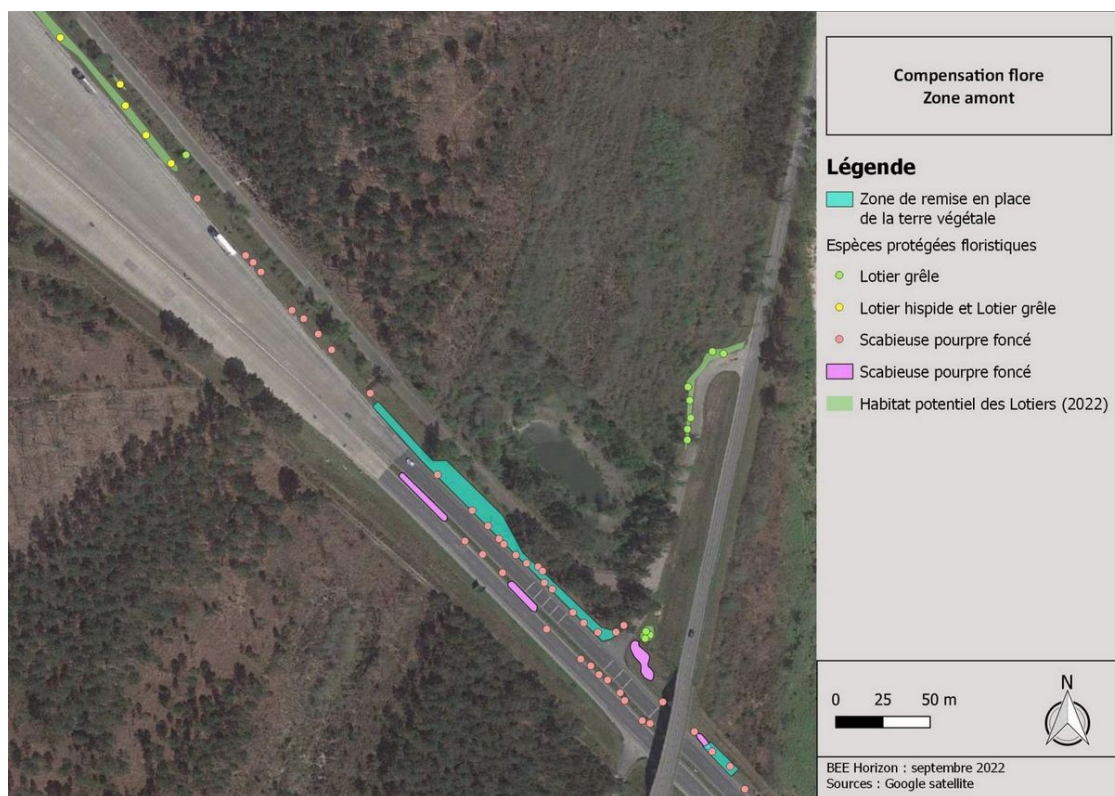 Compensation flore
Zone amont
Légende
Zone de remise en place
de la terre végétale
Espèces protégées floristiques
Lotier grêle
Lotier hispide et Lotier grêle
Scabieuse pourpre foncé
Scabieuse pourpre foncé
Habitat potentiel des Lotiers (2022)
0 25 50 m
N
BEE Horizon : septembre 2022
Sources : Google satellite